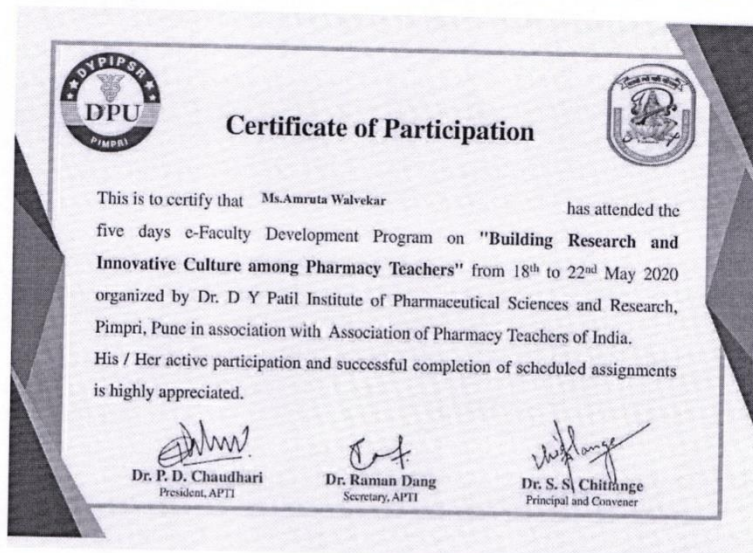 DYPIPSR
DPU
PIMPRI
Certificate of Participation
This is to certify that Ms.Amruta Walvekar has attended the
five days e-Faculty Development Program on "Building Research and
Innovative Culture among Pharmacy Teachers" from 18th to 22nd May 2020
organized by Dr. D Y Patil Institute of Pharmaceutical Sciences and Research,
Pimpri, Pune in association with Association of Pharmacy Teachers of India.
His / Her active participation and successful completion of scheduled assignments
is highly appreciated.
Dr. P. D. Chaudhari
President, APTI
Dr. Raman Dang
Secretary, APTI
Dr. S. S. Chitlange
Principal and Convener